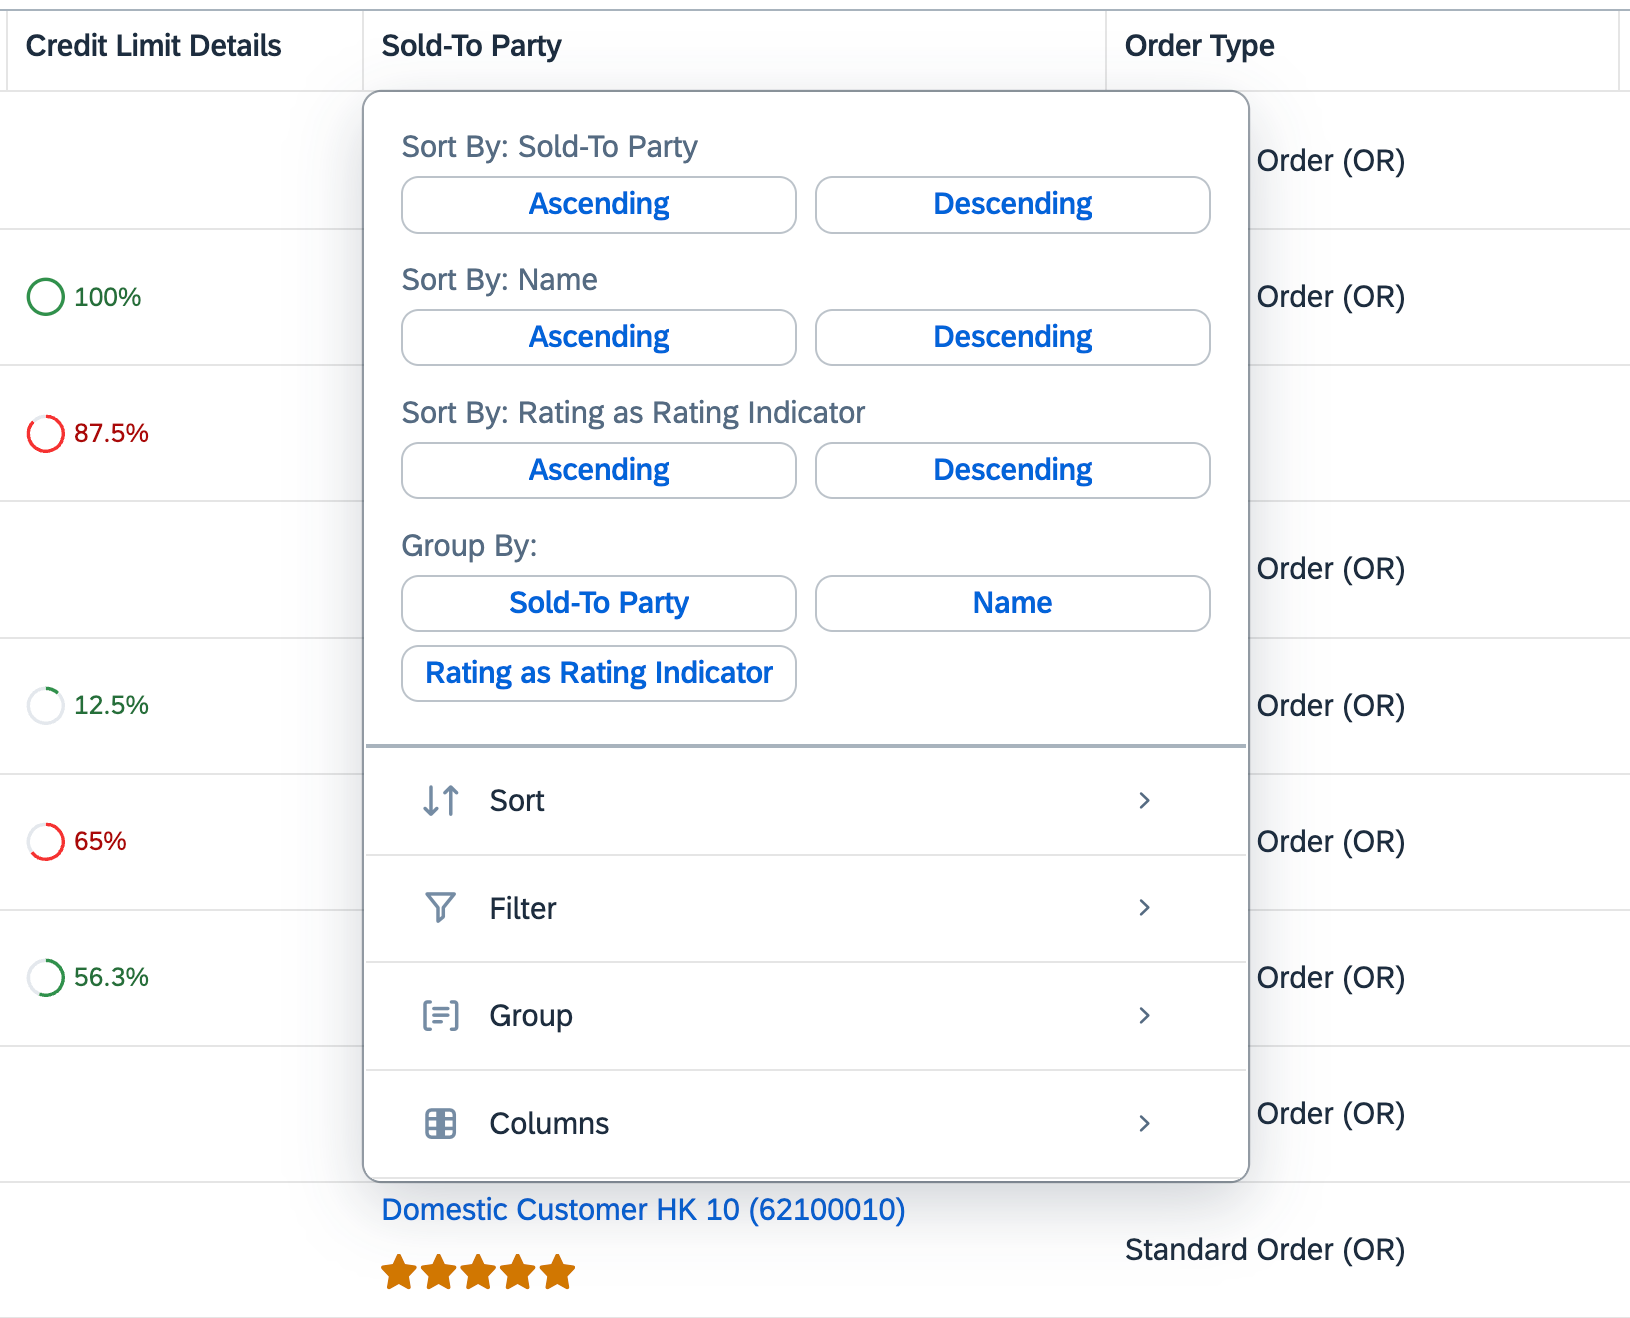 Credit Limit Details Sold-To Party Order Type
Sort By: Sold-To Party
Order (OR)
Ascending Descending
Sort By: Name
100% Order (OR)
Ascending Descending
Sort By: Rating as Rating Indicator
87.5%
Ascending Descending
Group By:
Order (OR)
Sold-To Party Name
Rating as Rating Indicator
12.5% Order (OR)
Sort
65% Order (OR)
Filter
56.3% Order (OR)
Group
Columns
Order (OR)
Domestic Customer HK 10 (62100010)
Standard Order (OR)